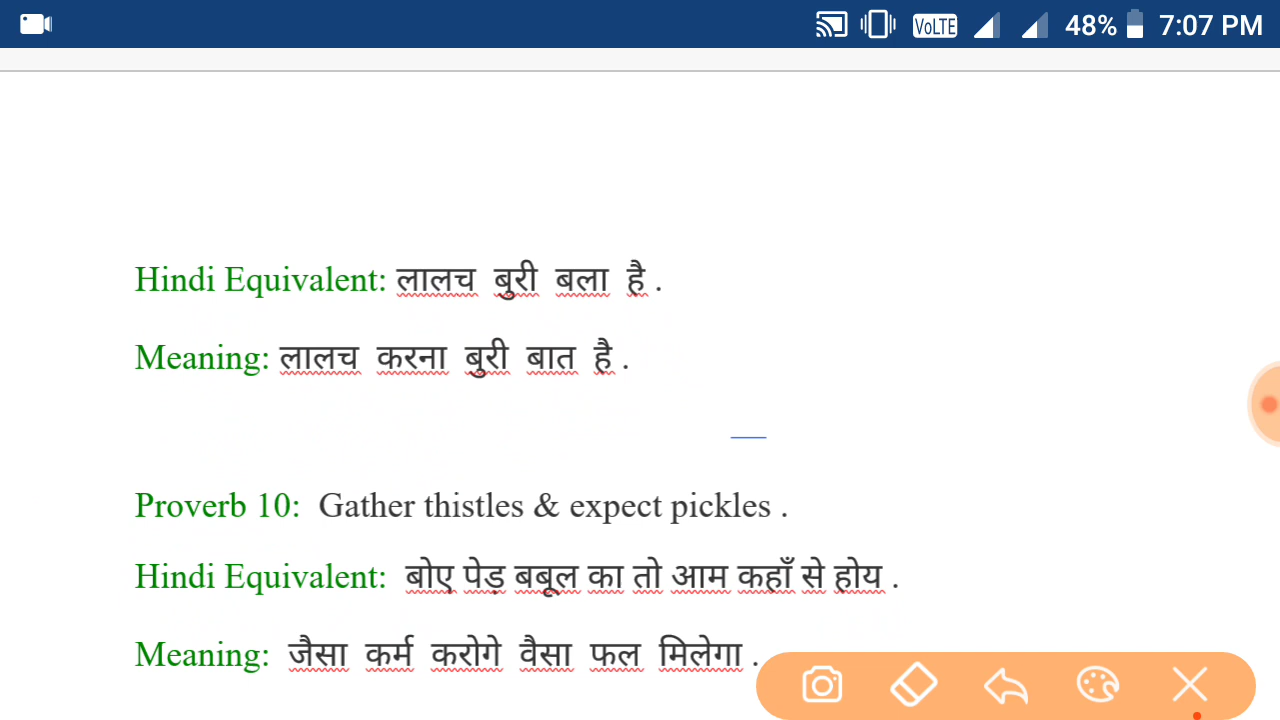 VoLTE 48% 7:07 PM
Hindi Equivalent: लालच बुरी बला है .
Meaning: लालच करना बुरी बात है .
Proverb 10: Gather thistles & expect pickles .
Hindi Equivalent: बोए पेड़ बबूल का तो आम कहाँ से होय .
Meaning: जैसा कर्म करोगे वैसा फल मिलेगा .